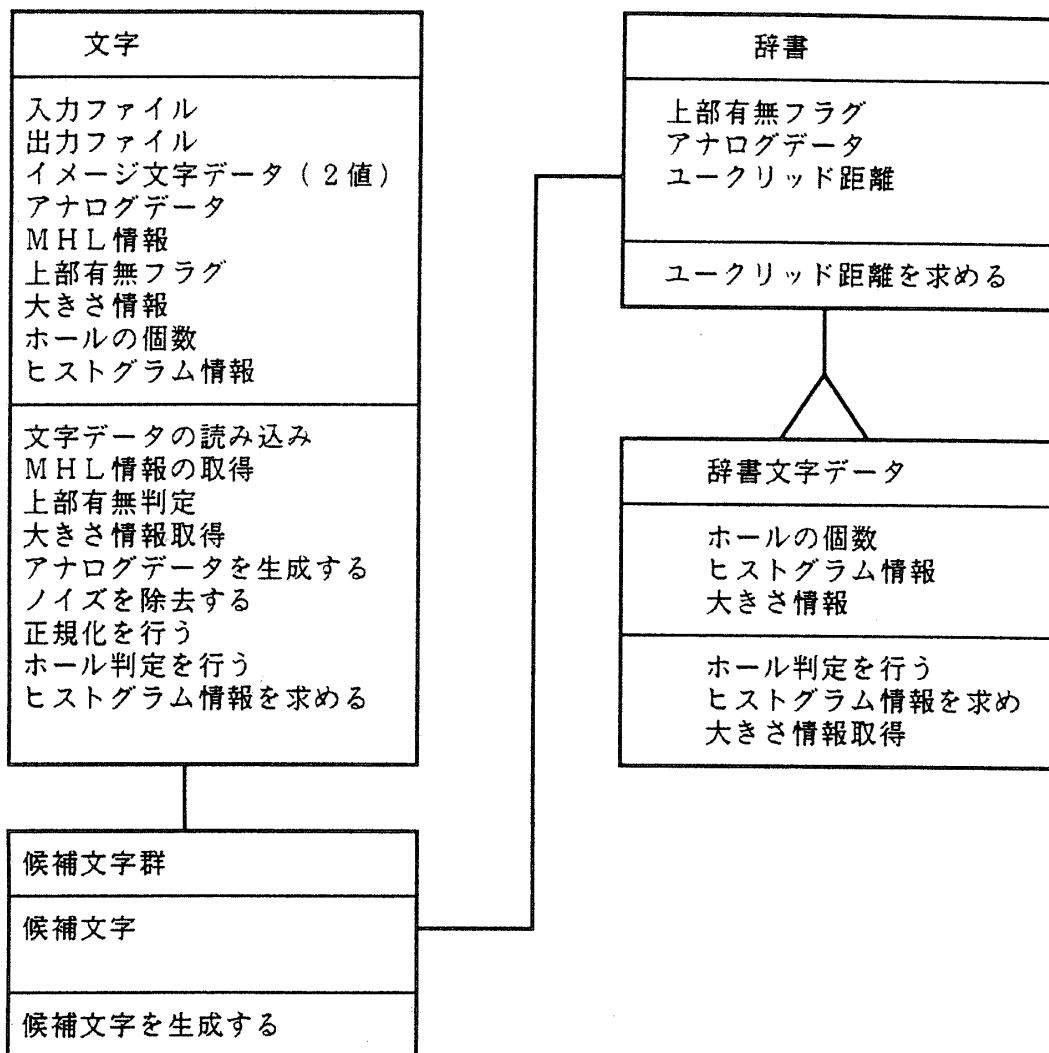 文字
入力ファイル
出力ファイル
イメージ文字データ(2値)
アナログデータ
MHL情報
上部有無フラグ
大きさ情報
ホールの個数
ヒストグラム情報
文字データの読み込み
MHL情報の取得
上部有無判定
大きさ情報取得
アナログデータを生成する
ノイズを除去する
正規化を行う
ホール判定を行う
ヒストグラム情報を求める
候補文字群
候補文字
候補文字を生成する
辞書
上部有無フラグ
アナログデータ
ユークリッド距離
ユークリッド距離を求める
辞書文字データ
ホールの個数
ヒストグラム情報
大きさ情報
ホール判定を行う
ヒストグラム情報を求め
大きさ情報取得